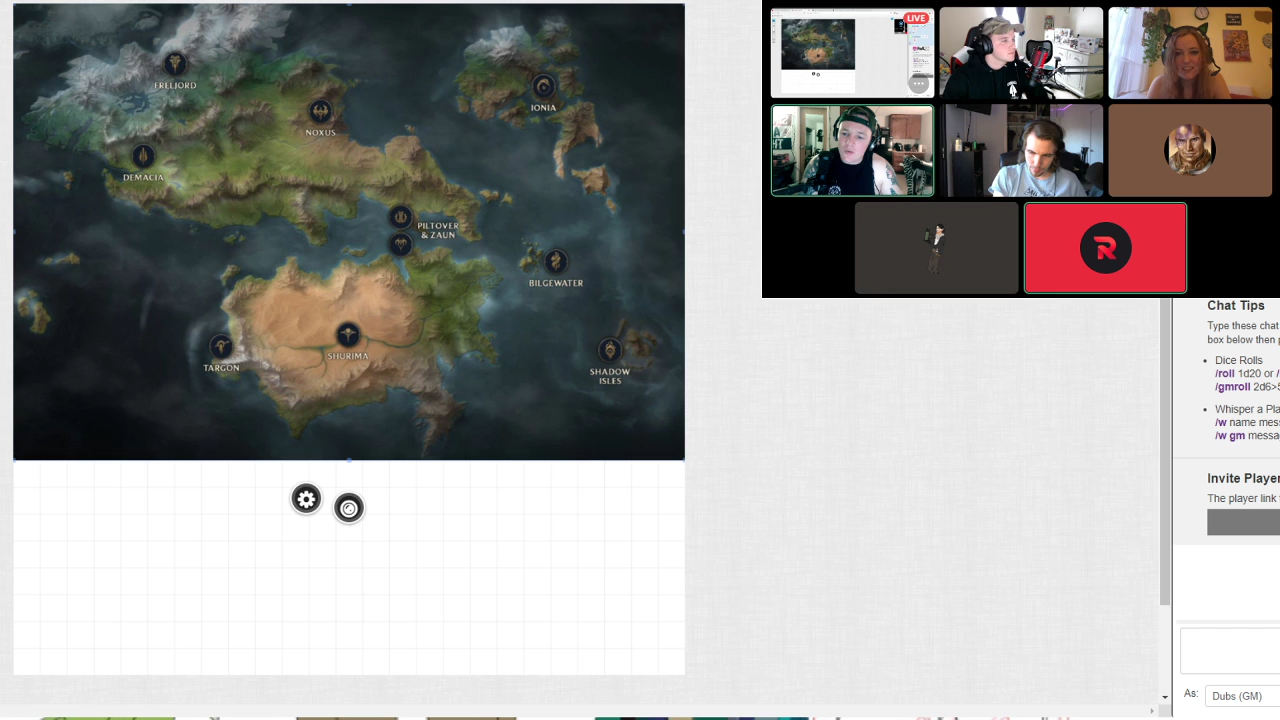 FRELJORD
NOXUS
DEMACIA
IONIA
PILTOVER
& ZAUN
BILGEWATER
TARGON
SHURIMA
SHADOW
ISLES
LIVE
Chat Tips
Type these chat
box below then p
Dice Rolls
/roll 1d20 or /
/gmroll 2d6>5
Whisper a Pla
/w name mess
/w gm messa
Invite Player
The player link
As:
Dubs (GM)